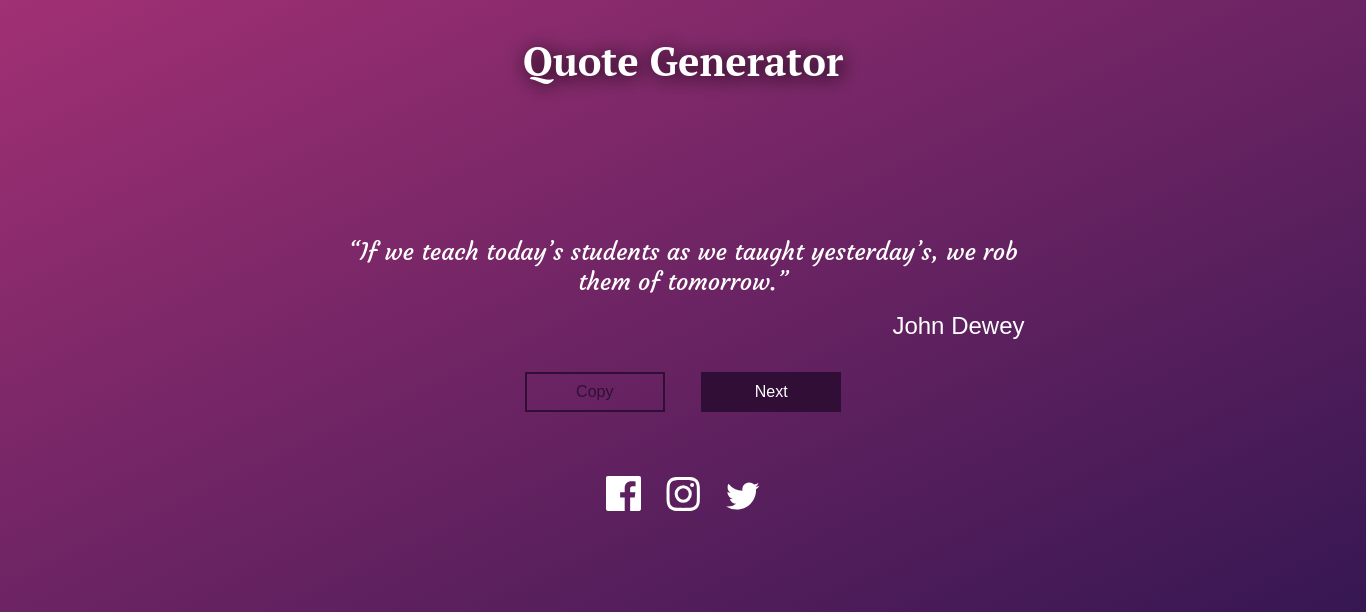 Quote Generator
“If we teach today’s students as we taught yesterday’s, we rob
them of tomorrow.”
John Dewey
Copy
Next